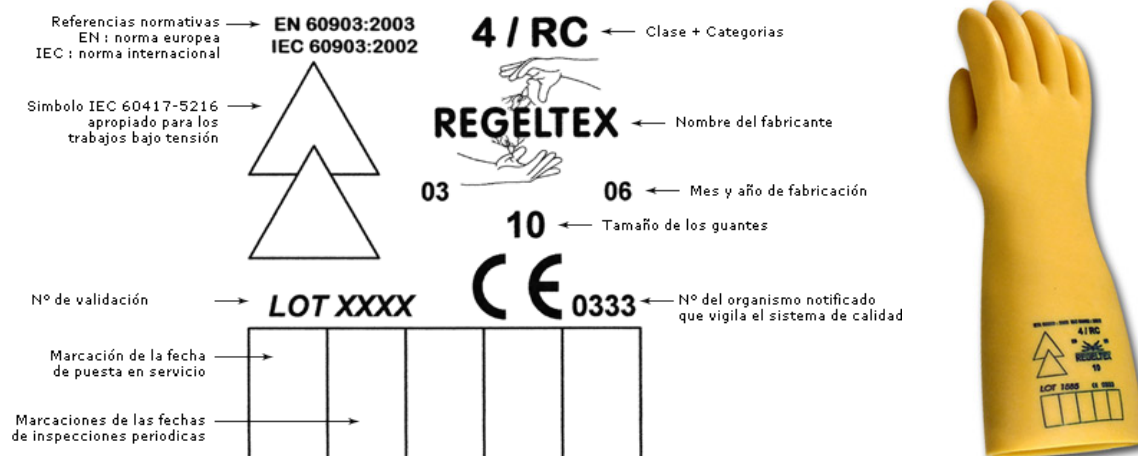 Referencias normativas
EN : norma europea
IEC : norma internacional
EN 60903:2003
IEC 60903:2002
4 / RC
Clase + Categorias
Simbolo IEC 60417-5216
apropiado para los
trabajos bajo tensión
REGELTEX
Nombre del fabricante
03
06
Mes y año de fabricación
10
Tamaño de los guantes
Nº de validación
LOT XXXX
CE 0333
Nº del organismo notificado
que vigila el sistema de calidad
Marcación de la fecha
de puesta en servicio
Marcaciones de las fechas
de inspecciones periodicas
4 / RC
REGELTEX
10
LOT 1565